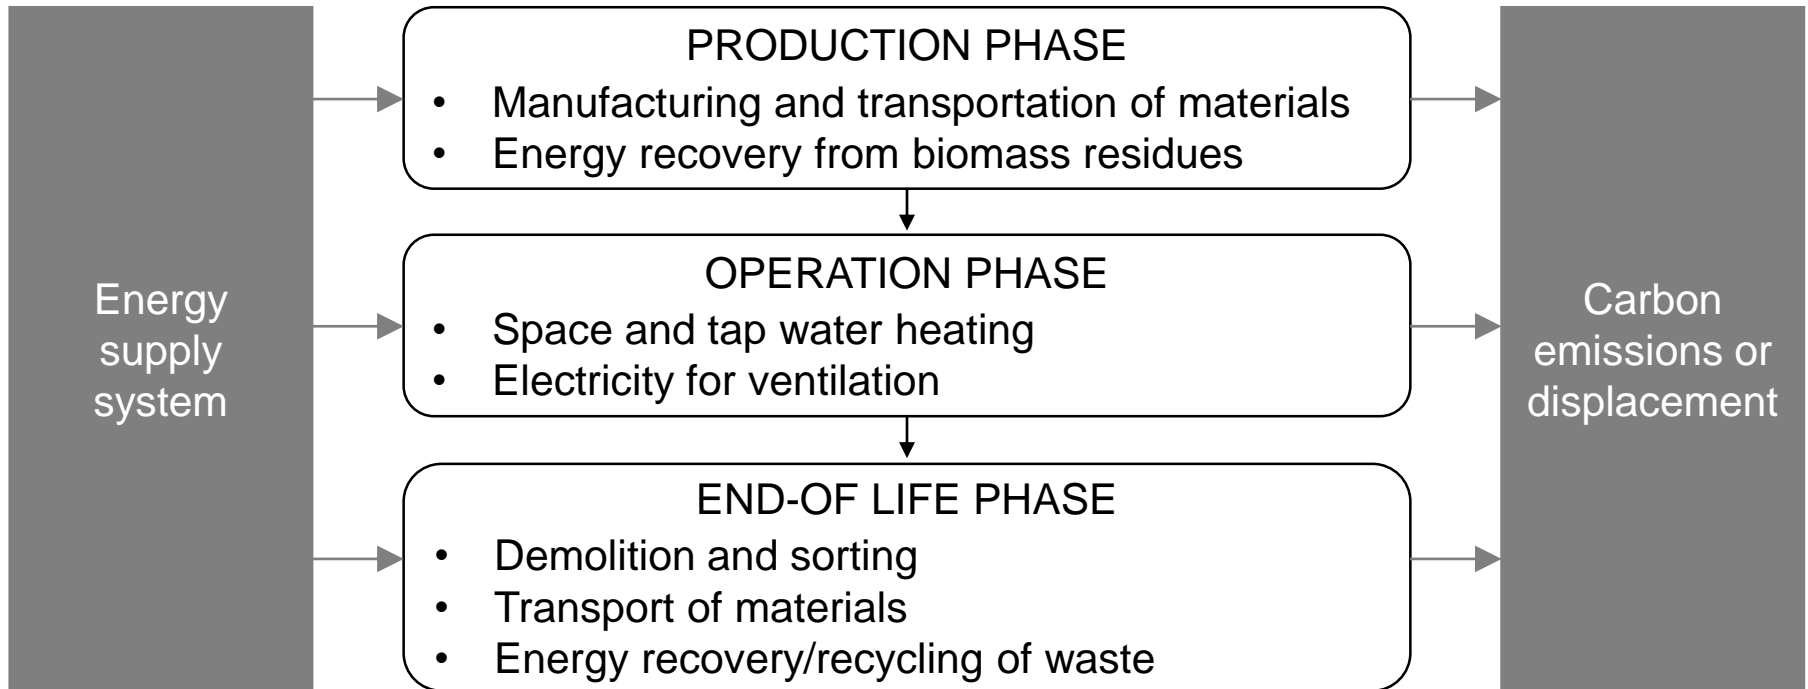 Energy
supply
system
PRODUCTION PHASE
• Manufacturing and transportation of materials
• Energy recovery from biomass residues
OPERATION PHASE
• Space and tap water heating
• Electricity for ventilation
END-OF LIFE PHASE
• Demolition and sorting
• Transport of materials
• Energy recovery/recycling of waste
Carbon
emissions or
displacement